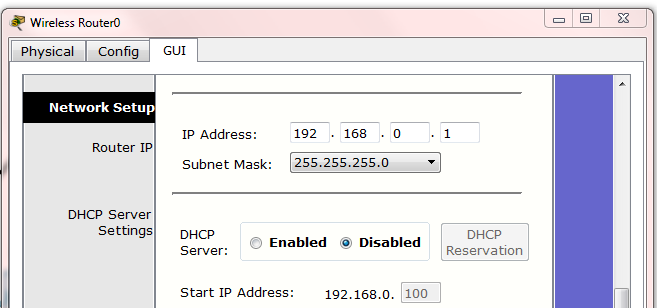 Wireless Router0
Physical Config GUI
Network Setup
Router IP
IP Address: 192 . 168 . 0 . 1
Subnet Mask: 255.255.255.0
DHCP Server
Settings
DHCP
Server:
Enabled Disabled
DHCP
Reservation
Start IP Address: 192.168.0. 100